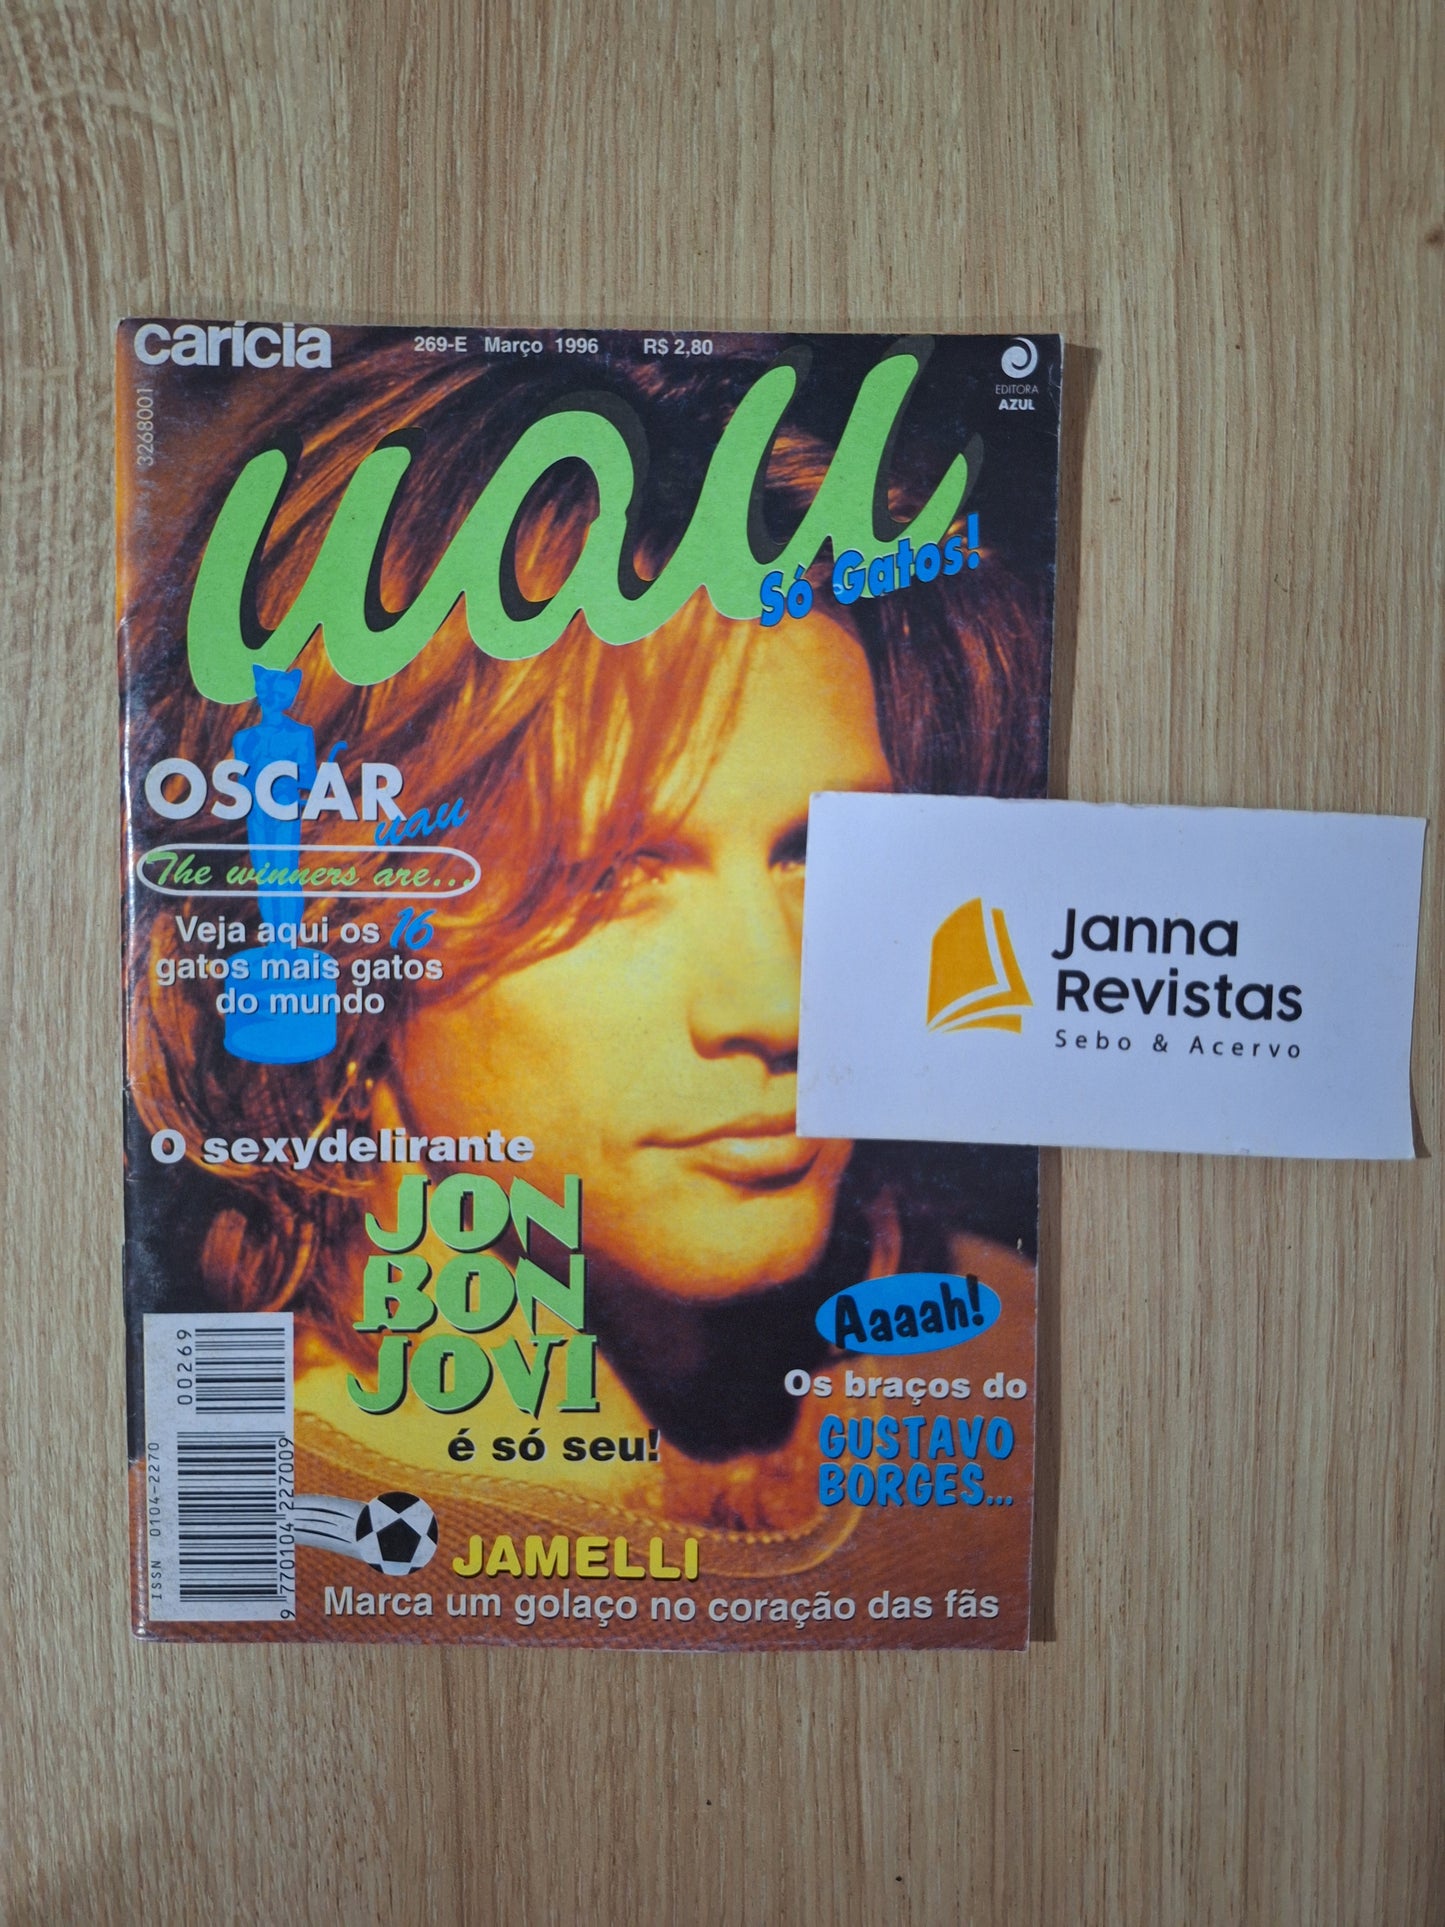 carícia
269-E Março 1996 R$ 2,80
EDITORA
AZUL
3268001
uau
Só Gatos!
OSCAR
uau
The winners are...
Veja aqui os 16
gatos mais gatos
do mundo
Janna
Revistas
Sebo & Acervo
O sexydelirante
JON
BON
JOVI
é só seu!
Aaaah!
Os braços do
GUSTAVO
BORGES...
JAMELLI
Marca um golaço no coração das fãs
00269
ISSN 0104-2270
9 770104 227009